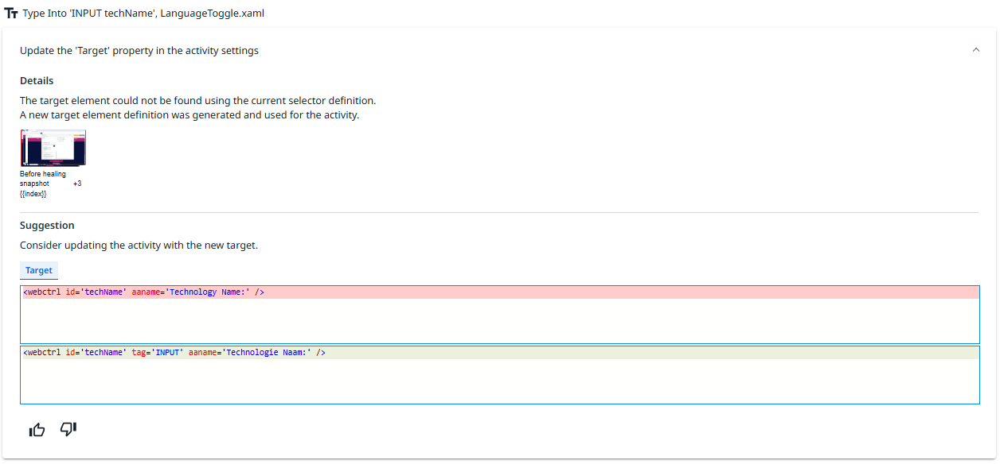 Type Into 'INPUT techName', LanguageToggle.xaml
Update the 'Target' property in the activity settings
Details
The target element could not be found using the current selector definition.
A new target element definition was generated and used for the activity.
Before healing
snapshot +3
{{index}}
Suggestion
Consider updating the activity with the new target.
Target
<webctrl id='techName' aaname='Technology Name:' />
<webctrl id='techName' tag='INPUT' aaname='Technologie Naam:' />